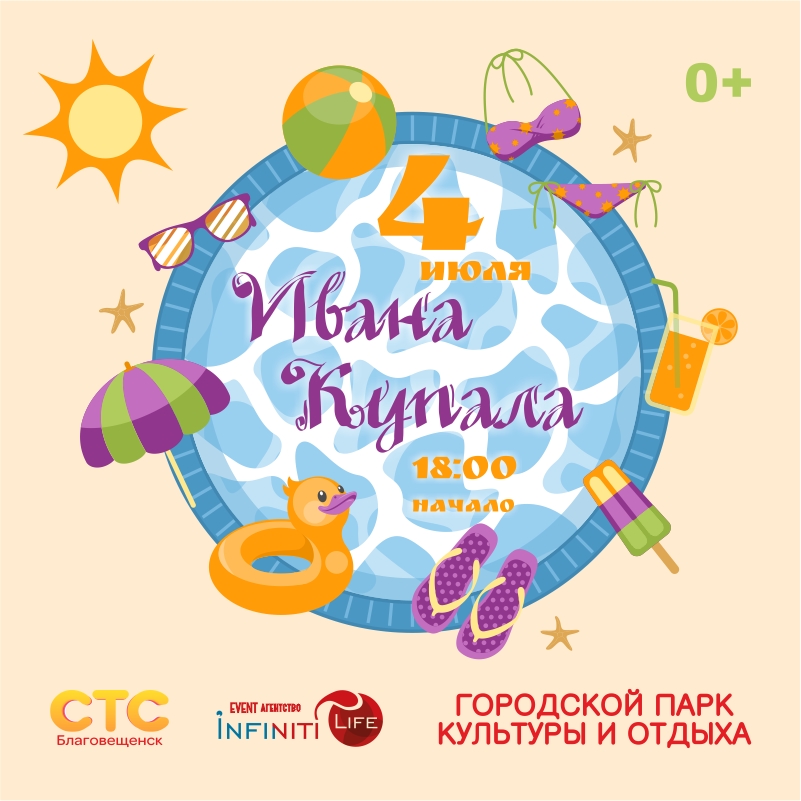 0+
4
июля
Ивана
Купала
18:00
начало
СТС
Благовещенск
EVENT АГЕНТСТВО
INFINITI LIFE
ГОРОДСКОЙ ПАРК
КУЛЬТУРЫ И ОТДЫХА